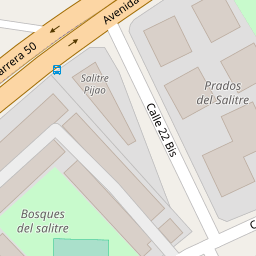 Avenida
arrera 50
Salitre
Pijao
Prados
del Salitre
Calle 22 Bis
Bosques
del salitre